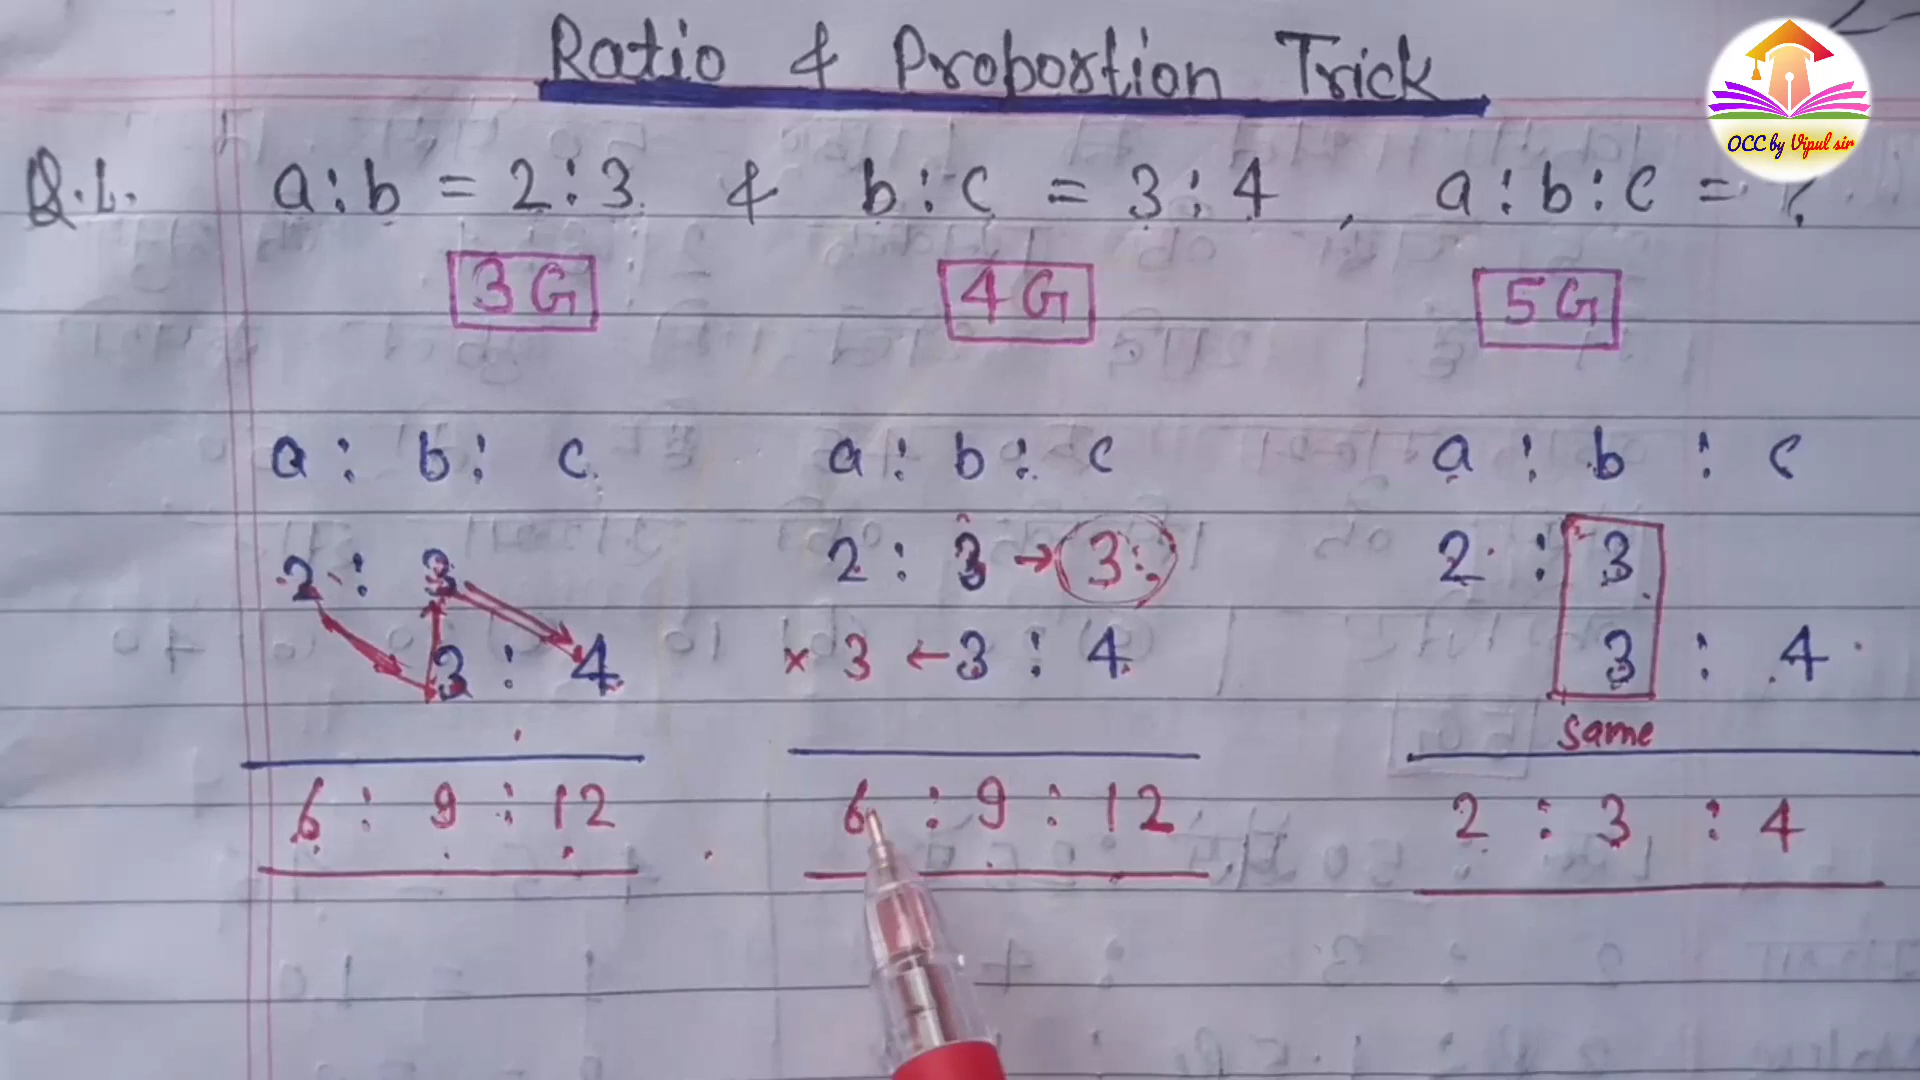 Ratio & Probortion Trick
OCC by Vipul sir
Q.1. a:b = 2:3 & b:c = 3:4, a:b:c = ?
3G 4G 5G
a : b : c a : b : c a : b : c
2 : 3 2 : 3 → 3: 2 : 3
3 : 4 × 3 ← 3 : 4 3 : 4
same
6 : 9 : 12 6 : 9 : 12 2 : 3 : 4